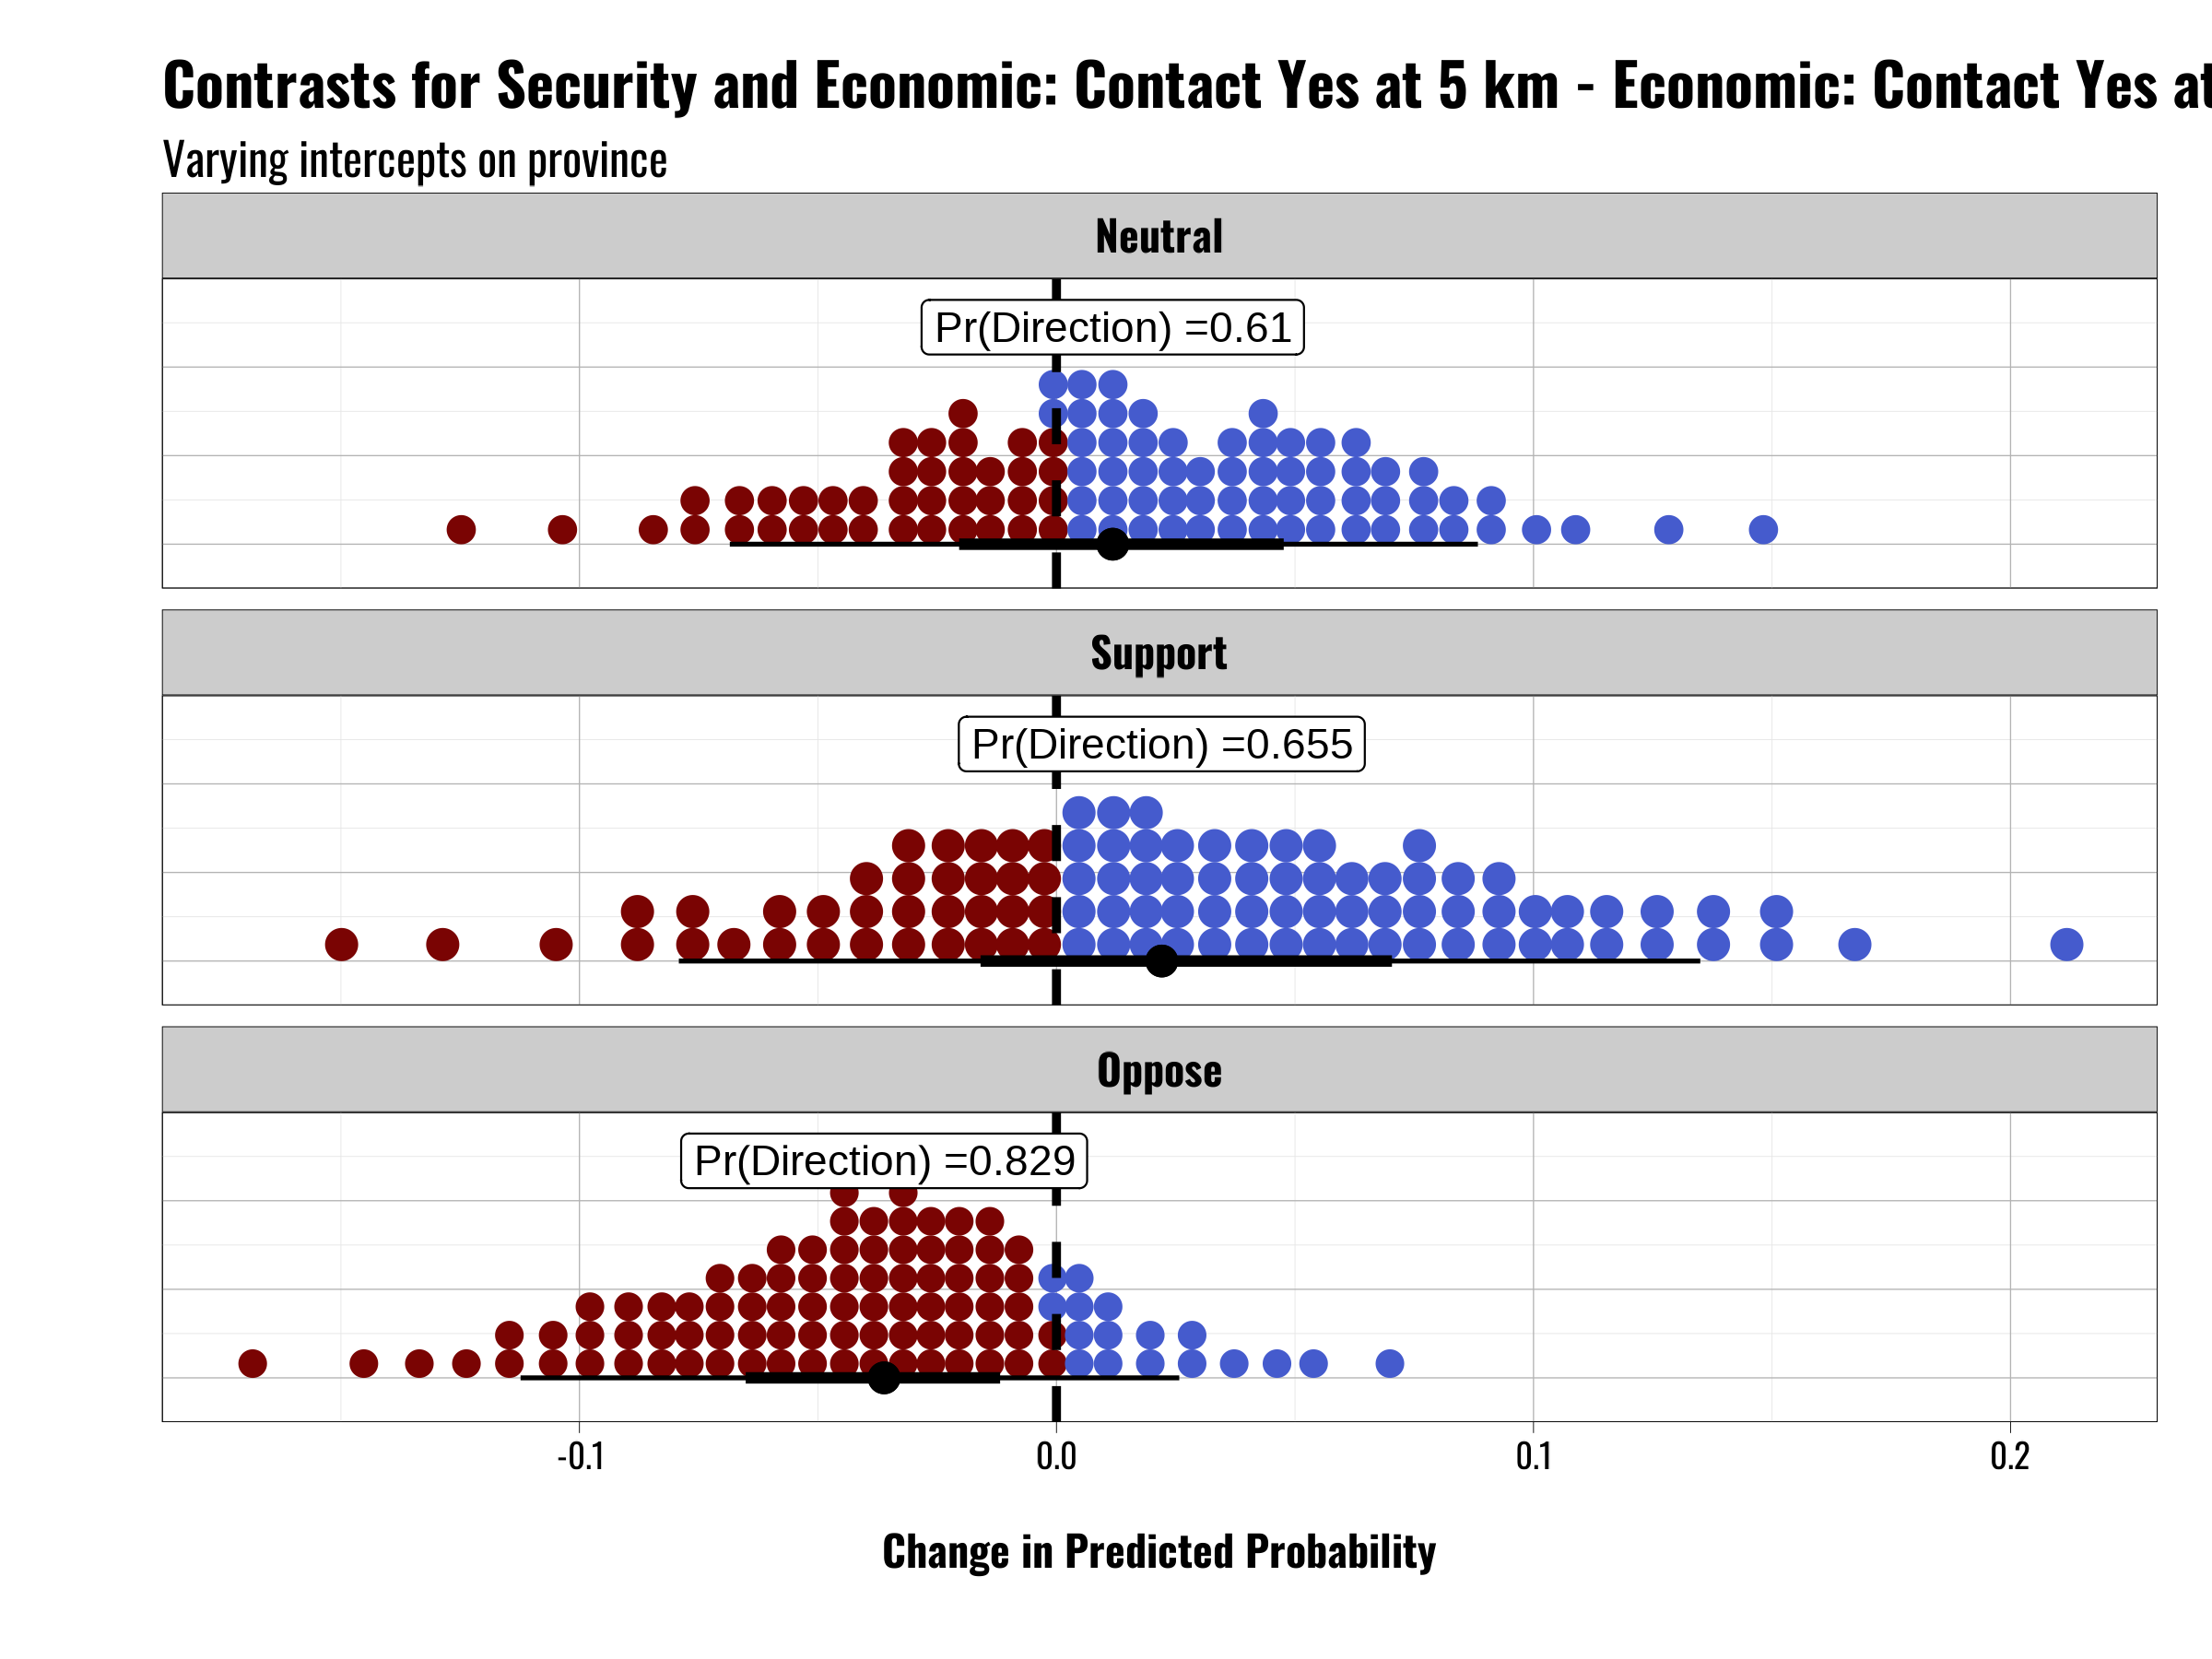 Contrasts for Security and Economic: Contact Yes at 5 km - Economic: Contact Yes at
Varying intercepts on province
Neutral
Pr(Direction) =0.61
Support
Pr(Direction) =0.655
Oppose
Pr(Direction) =0.829
-0.1 0.0 0.1 0.2
Change in Predicted Probability